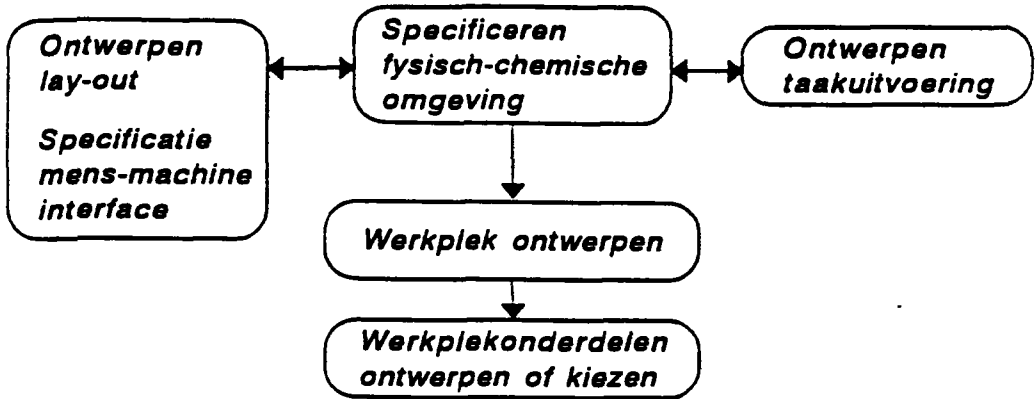 Ontwerpen
lay-out
Specificatie
mens-machine
interface
Specificeren
fysisch-chemische
omgeving
Ontwerpen
taakuitvoering
Werkplek ontwerpen
Werkplekonderdelen
ontwerpen of kiezen